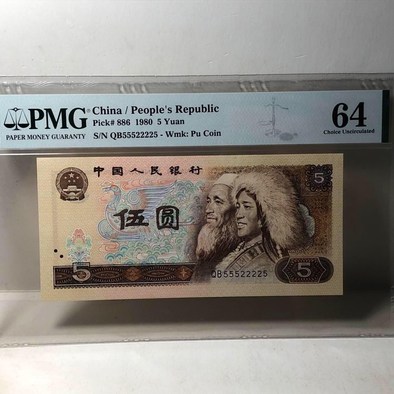 PMG
PAPER MONEY GUARANTY
China / People's Republic
Pick# 886 1980 5 Yuan
S/N QB55522225 - Wmk: Pu Coin
64
Choice Uncirculated
中国人民银行
5
伍圆
5
QB55522225
5